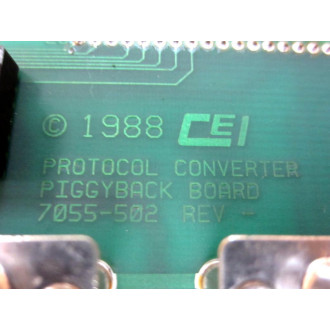 © 1988 CEI
PROTOCOL CONVERTER
PIGGYBACK BOARD
7055-502 REV -